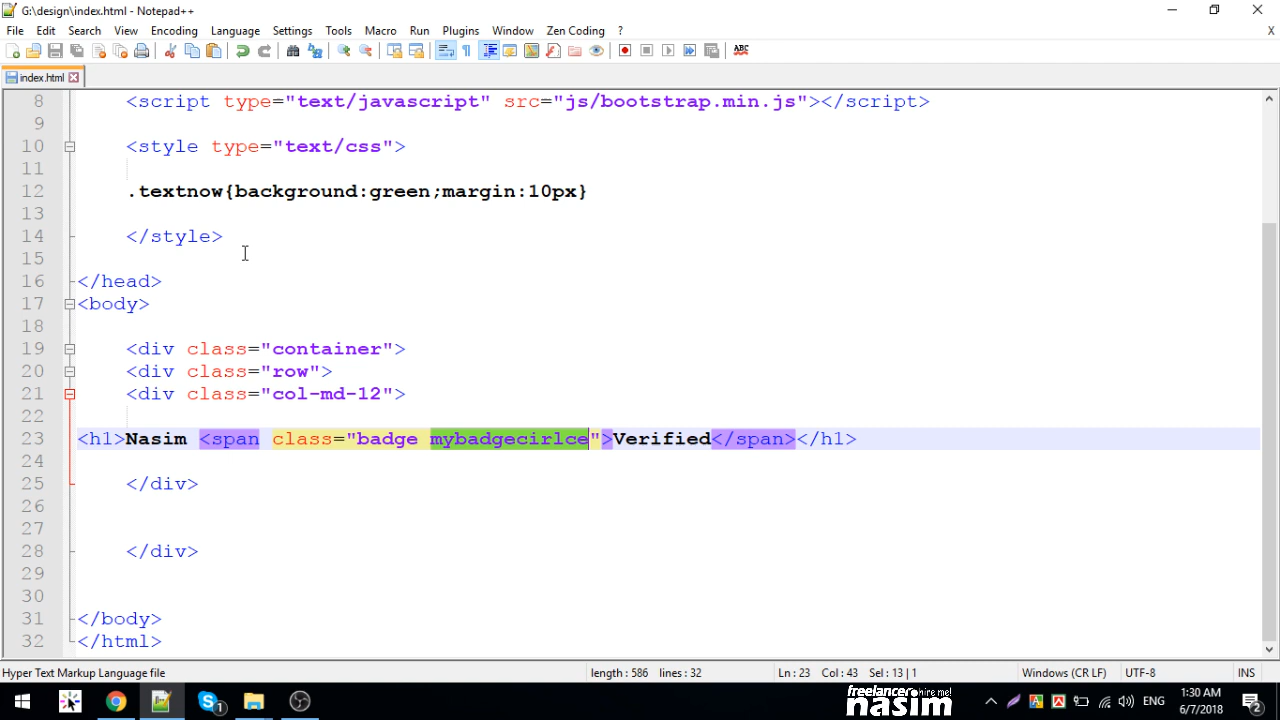 G:\design\index.html - Notepad++
File Edit Search View Encoding Language Settings Tools Macro Run Plugins Window Zen Coding ? X
ABC
index.html
8 <script type="text/javascript" src="js/bootstrap.min.js"></script>
9
10 <style type="text/css">
11
12 .textnow{background:green;margin:10px}
13
14 </style>
15
16 </head>
17 <body>
18
19 <div class="container">
20 <div class="row">
21 <div class="col-md-12">
22
23 <h1>Nasim <span class="badge mybadgecirlce">Verified</span></h1>
24
25 </div>
26
27
28 </div>
29
30
31 </body>
32 </html>
Hyper Text Markup Language file length : 586 lines : 32 Ln : 23 Col : 43 Sel : 13 | 1 Windows (CR LF) UTF-8 INS
freelancer hire me!
nasim
ENG
1:30 AM
6/7/2018
1
2